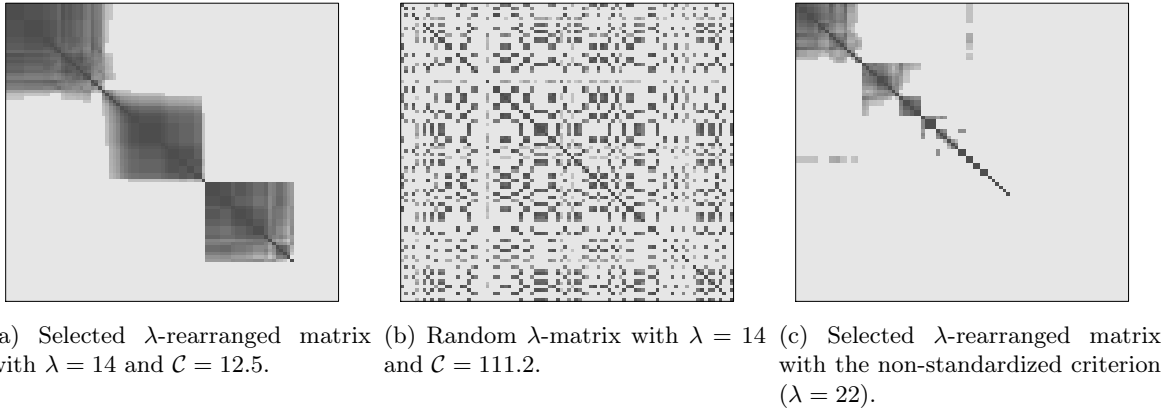 a) Selected λ-rearranged matrix
with λ = 14 and C = 12.5.
(b) Random λ-matrix with λ = 14
and C = 111.2.
(c) Selected λ-rearranged matrix
with the non-standardized criterion
(λ = 22).